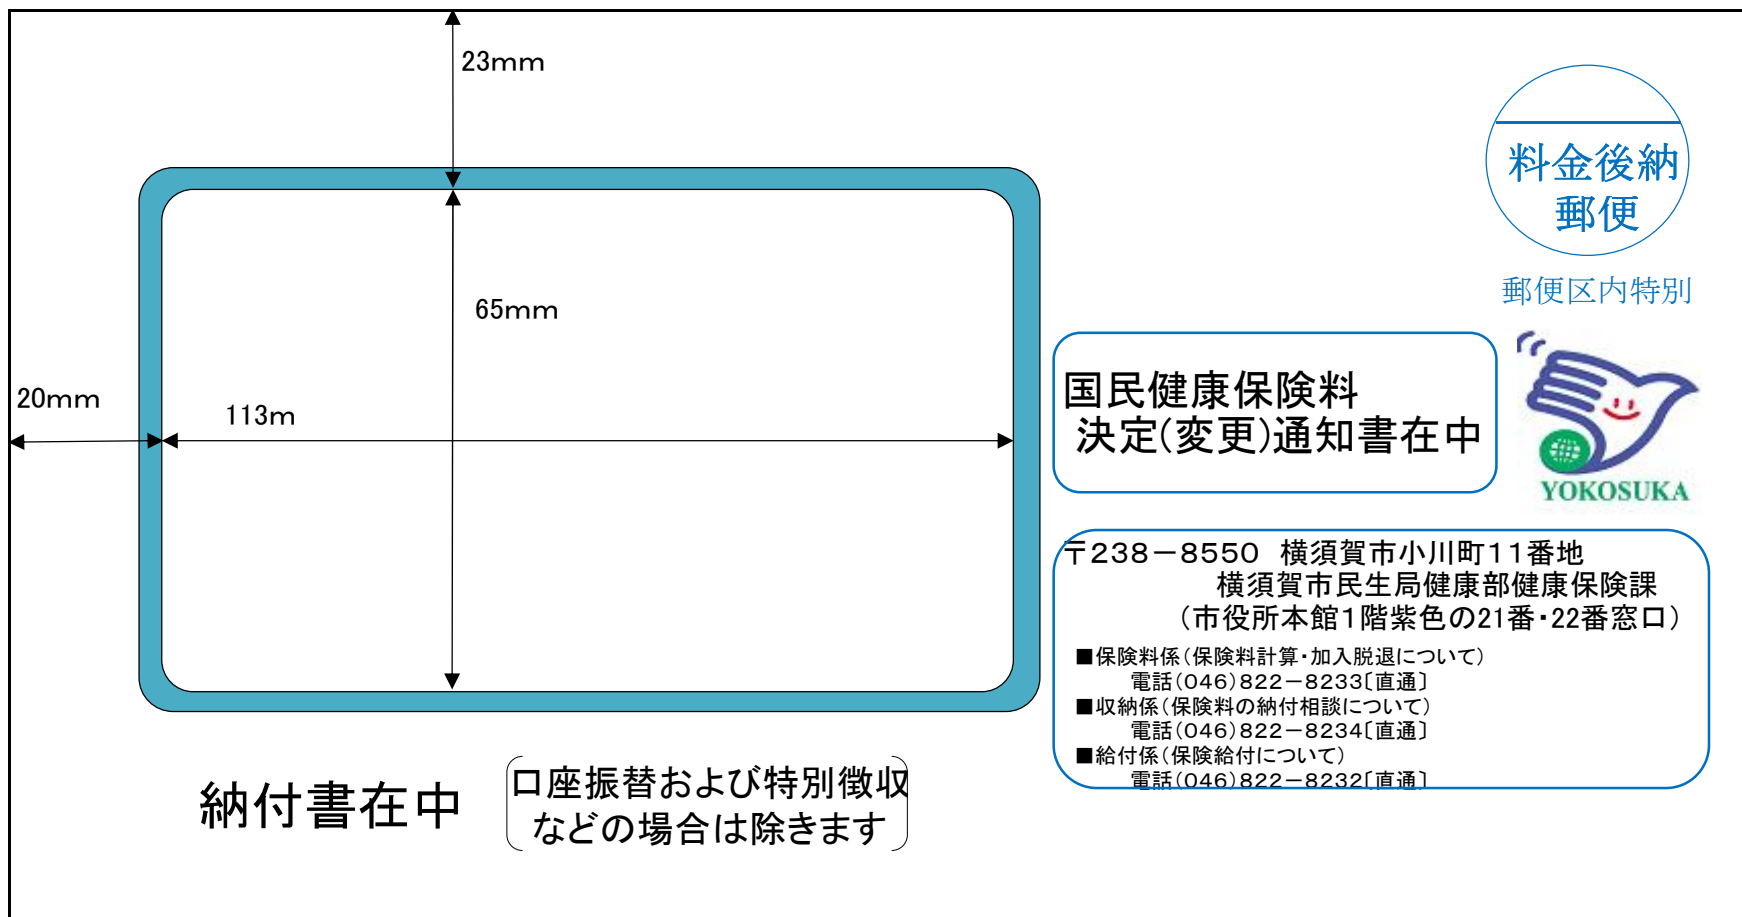 23mm
料金後納
郵便
郵便区内特別
65mm
20mm
113m
国民健康保険料
決定(変更)通知書在中
YOKOSUKA
〒238-8550 横須賀市小川町11番地
横須賀市民生局健康部健康保険課
(市役所本館1階紫色の21番・22番窓口)
■保険料係(保険料計算・加入脱退について)
電話(046)822-8233〔直通〕
■収納係(保険料の納付相談について)
電話(046)822-8234〔直通〕
■給付係(保険給付について)
電話(046)822-8232〔直通〕
納付書在中
口座振替および特別徴収
などの場合は除きます